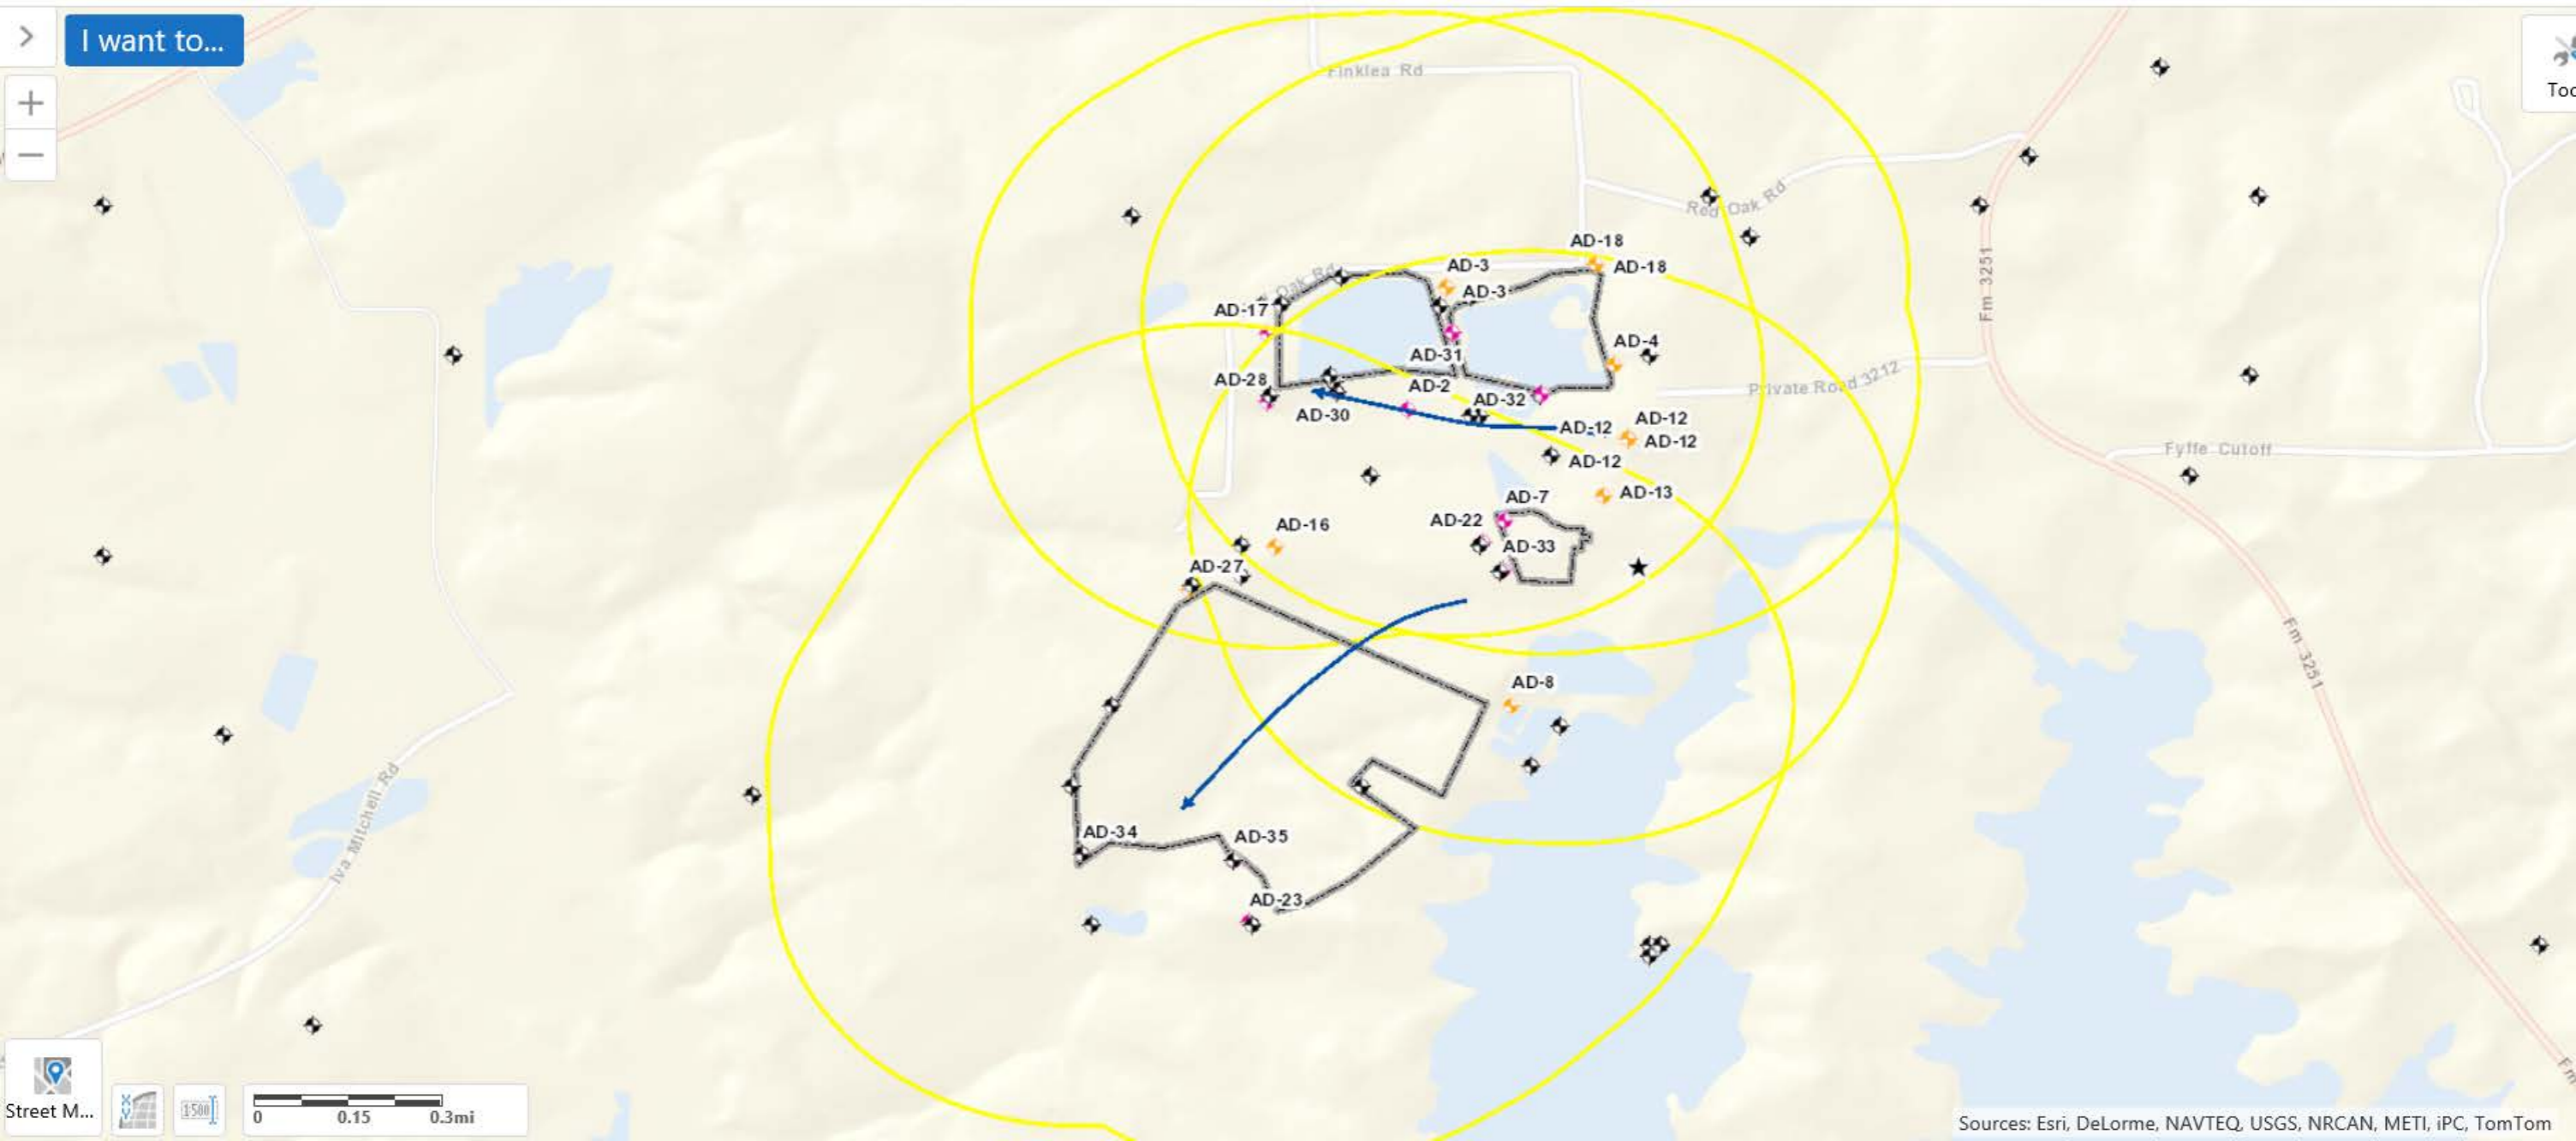 I want to...
Too
Finklea Rd
Red Oak Rd
AD-18
AD-3
AD-18
Oak Rd
AD-3
Fm 3251
AD-17
AD-4
AD-31
AD-28
AD-2
Private Road 3212
AD-32
AD-30
AD-12
AD-12
AD-12
Fyffe Cutoff
AD-12
AD-13
AD-7
AD-22
AD-16
AD-33
AD-27
Fm 3251
AD-8
Iva Mitchell Rd
AD-34
AD-35
AD-23
Fm
Street M...
1:500
0 0.15 0.3mi
Sources: Esri, DeLorme, NAVTEQ, USGS, NRCAN, METI, iPC, TomTom